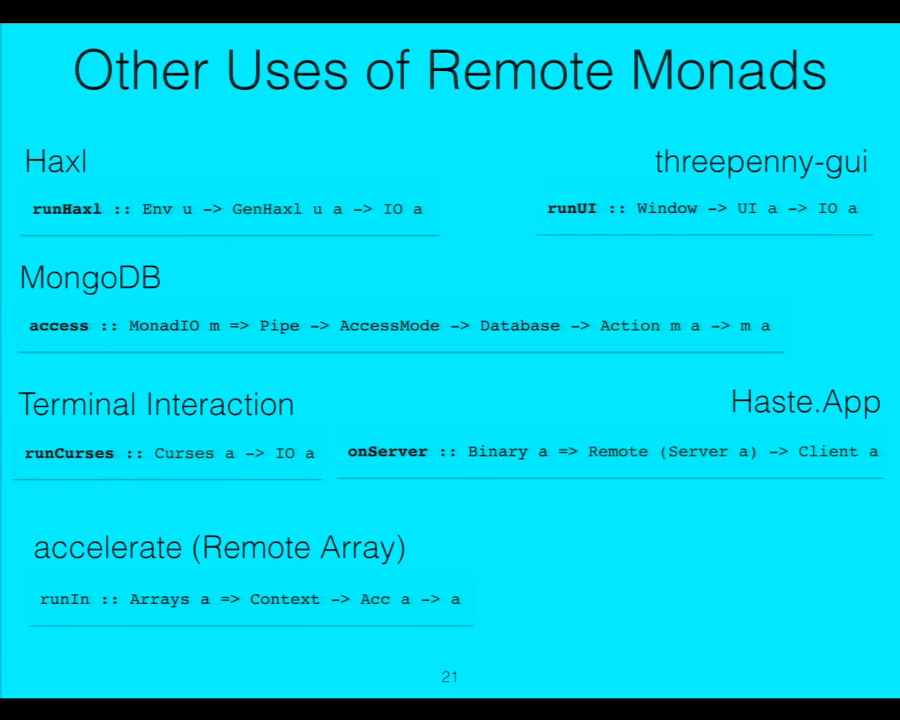 Other Uses of Remote Monads
Haxl
threepenny-gui
runHaxl :: Env u -> GenHaxl u a -> IO a
runUI :: Window -> UI a -> IO a
MongoDB
access :: MonadIO m => Pipe -> AccessMode -> Database -> Action m a -> m a
Terminal Interaction
Haste.App
runCurses :: Curses a -> IO a
onServer :: Binary a => Remote (Server a) -> Client a
accelerate (Remote Array)
runIn :: Arrays a => Context -> Acc a -> a
21